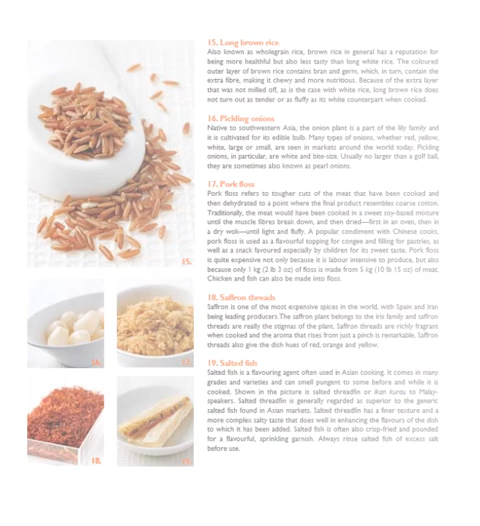 15. Long brown rice
Also known as wholegrain rice, brown rice in general has a reputation for
being more healthful but also less tasty than long white rice. The coloured
outer layer of brown rice contains bran and germ, which, in turn, contain the
extra fibre, making it chewy and more nutritious. Because of the extra layer
that was not milled off, as is the case with white rice, long brown rice does
not turn out as tender or as fluffy as its white counterpart when cooked.
16. Pickling onions
Native to southwestern Asia, the onion plant is a part of the lily family and
it is cultivated for its edible bulb. Many types of onions, whether red, yellow,
white, large or small, are seen in markets around the world today. Pickling
onions, in particular, are white and bite-size. Usually no larger than a golf ball,
they are sometimes also known as pearl onions.
17. Pork floss
Pork floss refers to tougher cuts of the meat that have been cooked and
then dehydrated to a point where the final product resembles coarse cotton.
Traditionally, the meat would have been cooked in a sweet soy-based mixture
until the muscle fibres break down, and then dried—first in an oven, then in
a dry wok—until light and fluffy. A popular condiment with Chinese cooks,
pork floss is used as a flavourful topping for congee and filling for pastries, as
well as a snack favoured especially by children for its sweet taste. Pork floss
is quite expensive not only because it is labour intensive to produce, but also
because only 1 kg (2 lb 3 oz) of floss is made from 5 kg (10 lb 15 oz) of meat.
Chicken and fish can also be made into floss.
18. Saffron threads
Saffron is one of the most expensive spices in the world, with Spain and Iran
being leading producers. The saffron plant belongs to the iris family and saffron
threads are really the stigmas of the plant. Saffron threads are richly fragrant
when cooked and the aroma that rises from just a pinch is remarkable. Saffron
threads also give the dish hues of red, orange and yellow.
19. Salted fish
Salted fish is a flavouring agent often used in Asian cooking. It comes in many
grades and varieties and can smell pungent to some before and while it is
cooked. Shown in the picture is salted threadfin or ikan kurau to Malay-
speakers. Salted threadfin is generally regarded as superior to the generic
salted fish found in Asian markets. Salted threadfin has a finer texture and a
more complex salty taste that does well in enhancing the flavours of the dish
to which it has been added. Salted fish is often also crisp-fried and pounded
for a flavourful, sprinkling garnish. Always rinse salted fish of excess salt
before use.
15.
16.
17.
18.
19.